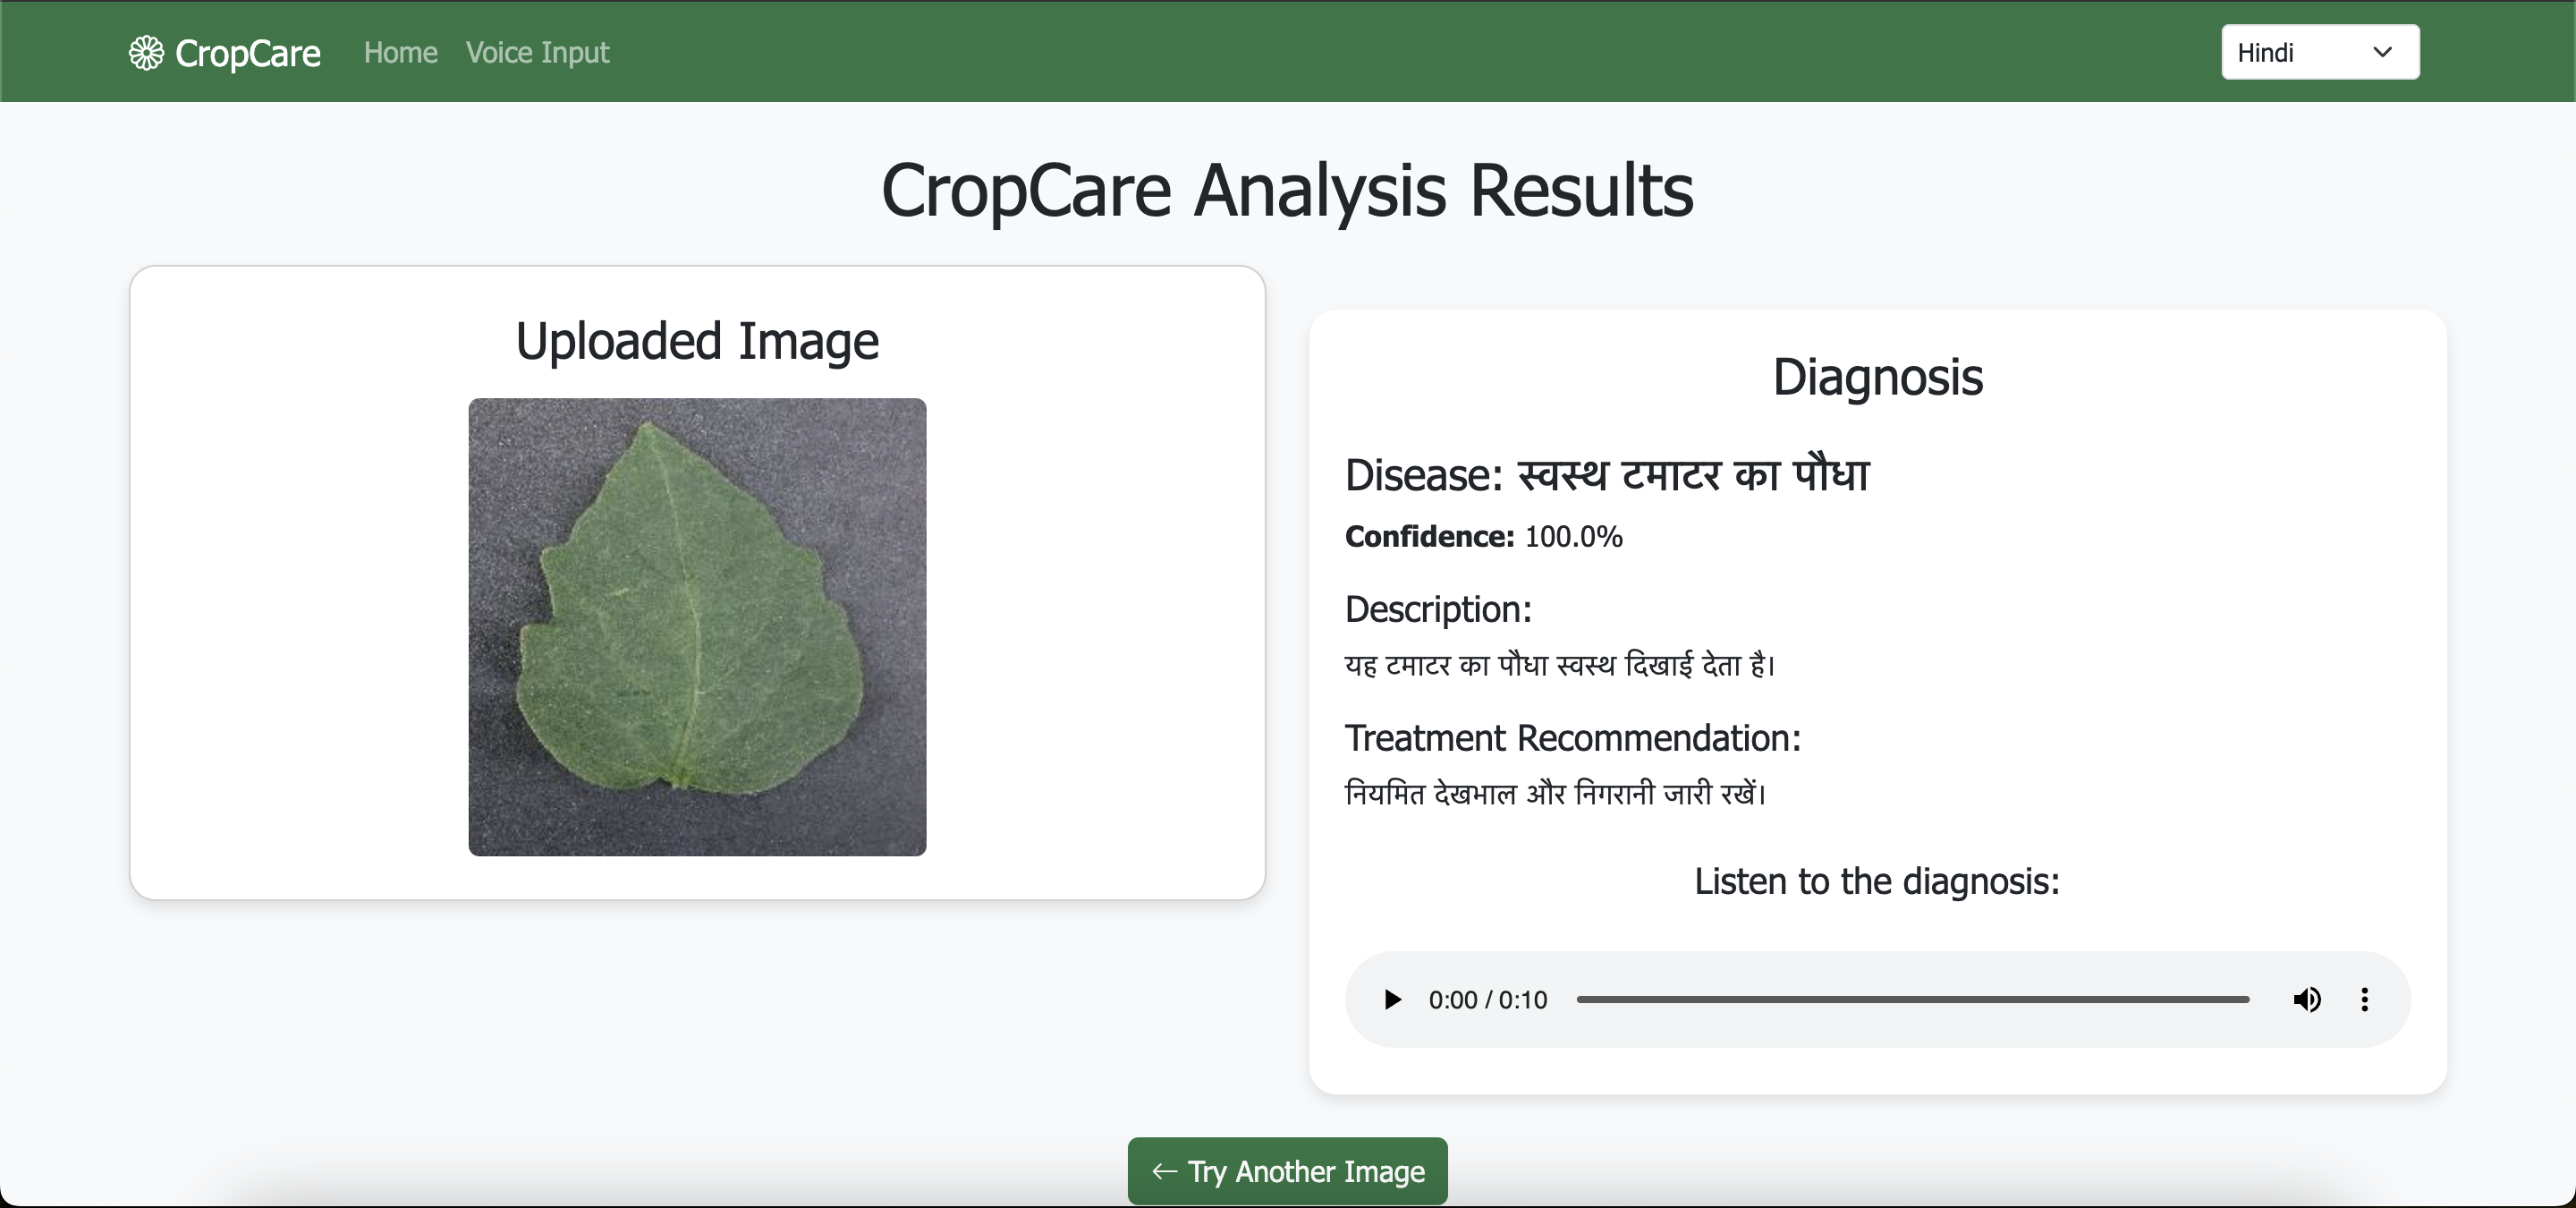 CropCare Home Voice Input Hindi
CropCare Analysis Results
Uploaded Image
Diagnosis
Disease: स्वस्थ टमाटर का पौधा
Confidence: 100.0%
Description:
यह टमाटर का पौधा स्वस्थ दिखाई देता है।
Treatment Recommendation:
नियमित देखभाल और निगरानी जारी रखें।
Listen to the diagnosis:
0:00 / 0:10
← Try Another Image